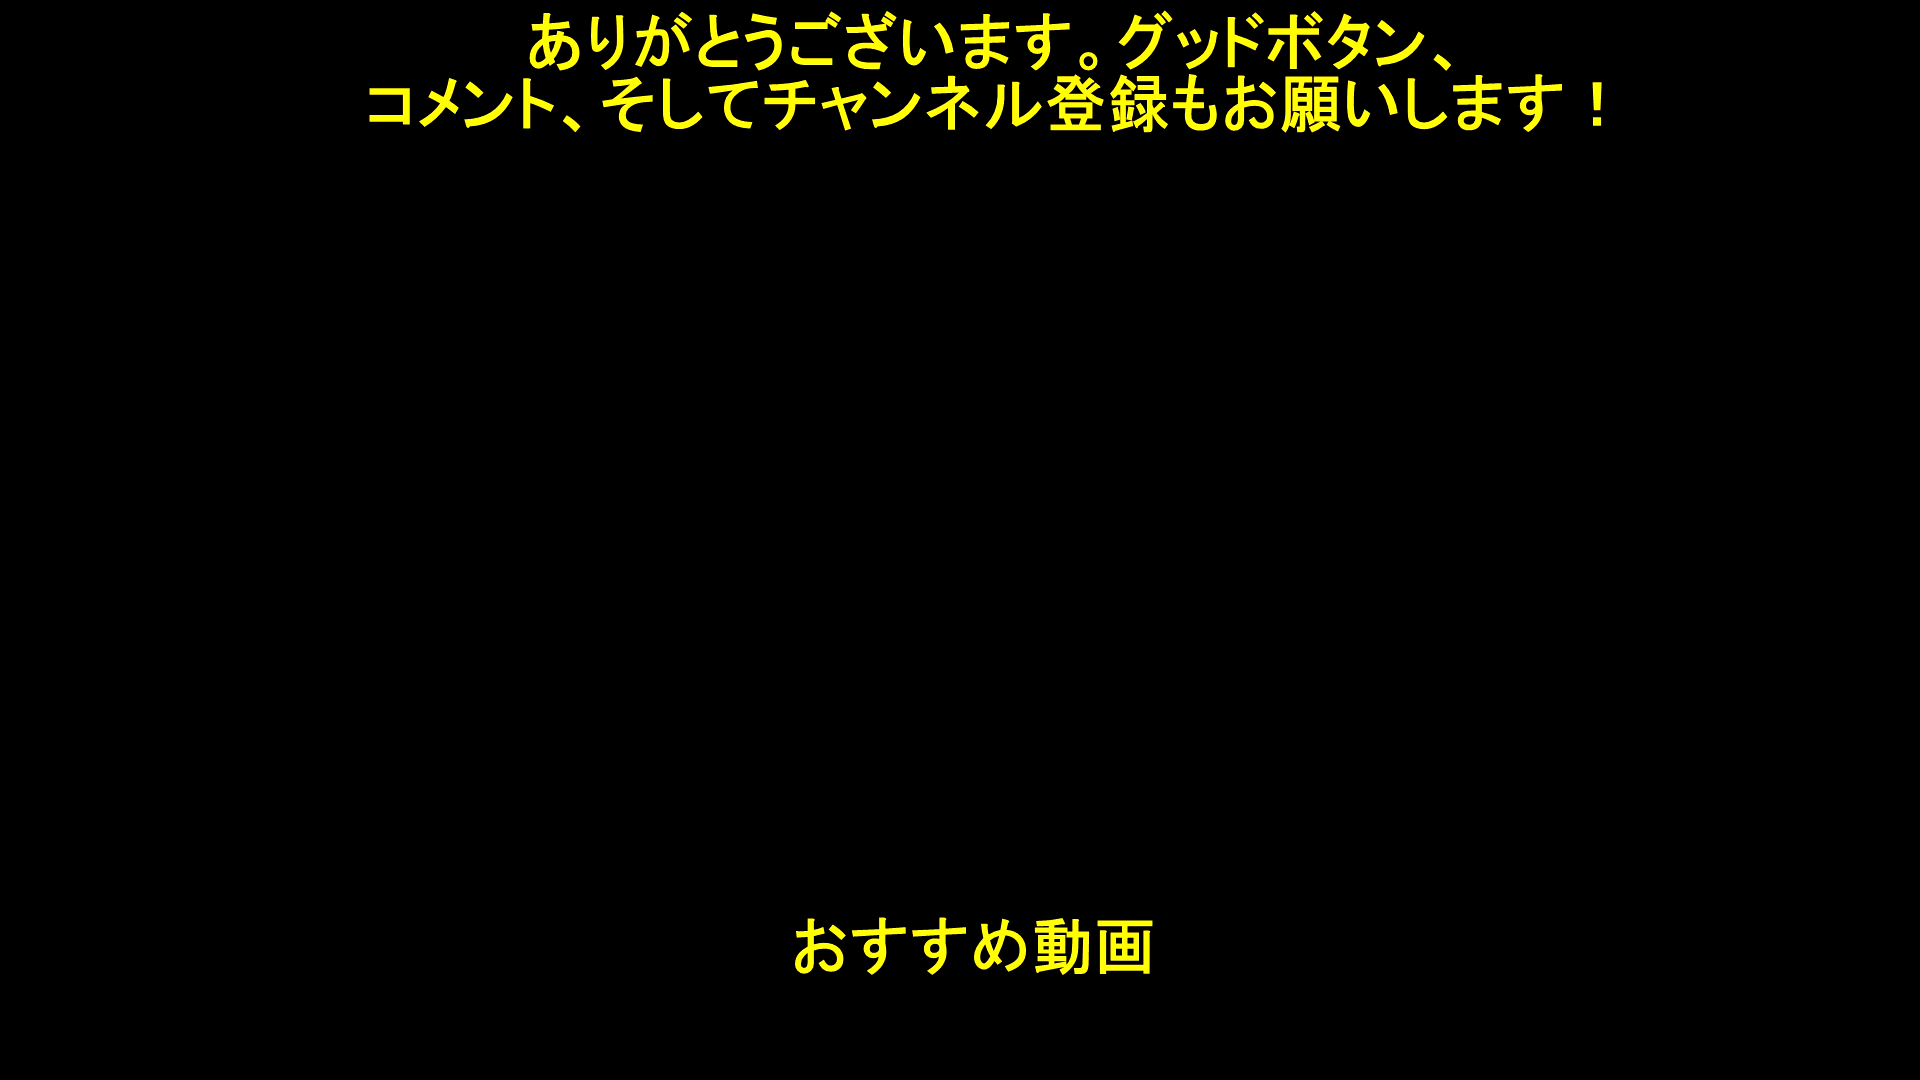 ありがとうございます。グッドボタン、
コメント、そしてチャンネル登録もお願いします！
おすすめ動画